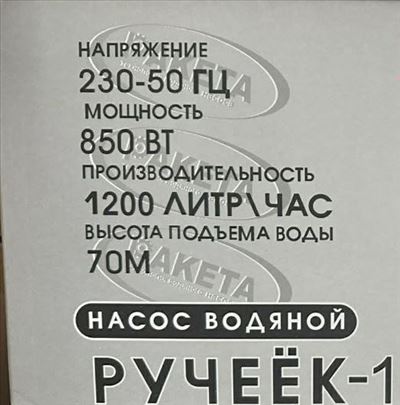 НАПРЯЖЕНИЕ
230-50 ГЦ
МОЩНОСТЬ
850 ВТ
ПРОИЗВОДИТЕЛЬНОСТЬ
1200 ЛИТР\ЧАС
ВЫСОТА ПОДЪЕМА ВОДЫ
70М
НАСОС ВОДЯНОЙ
РУЧЕЁК-1